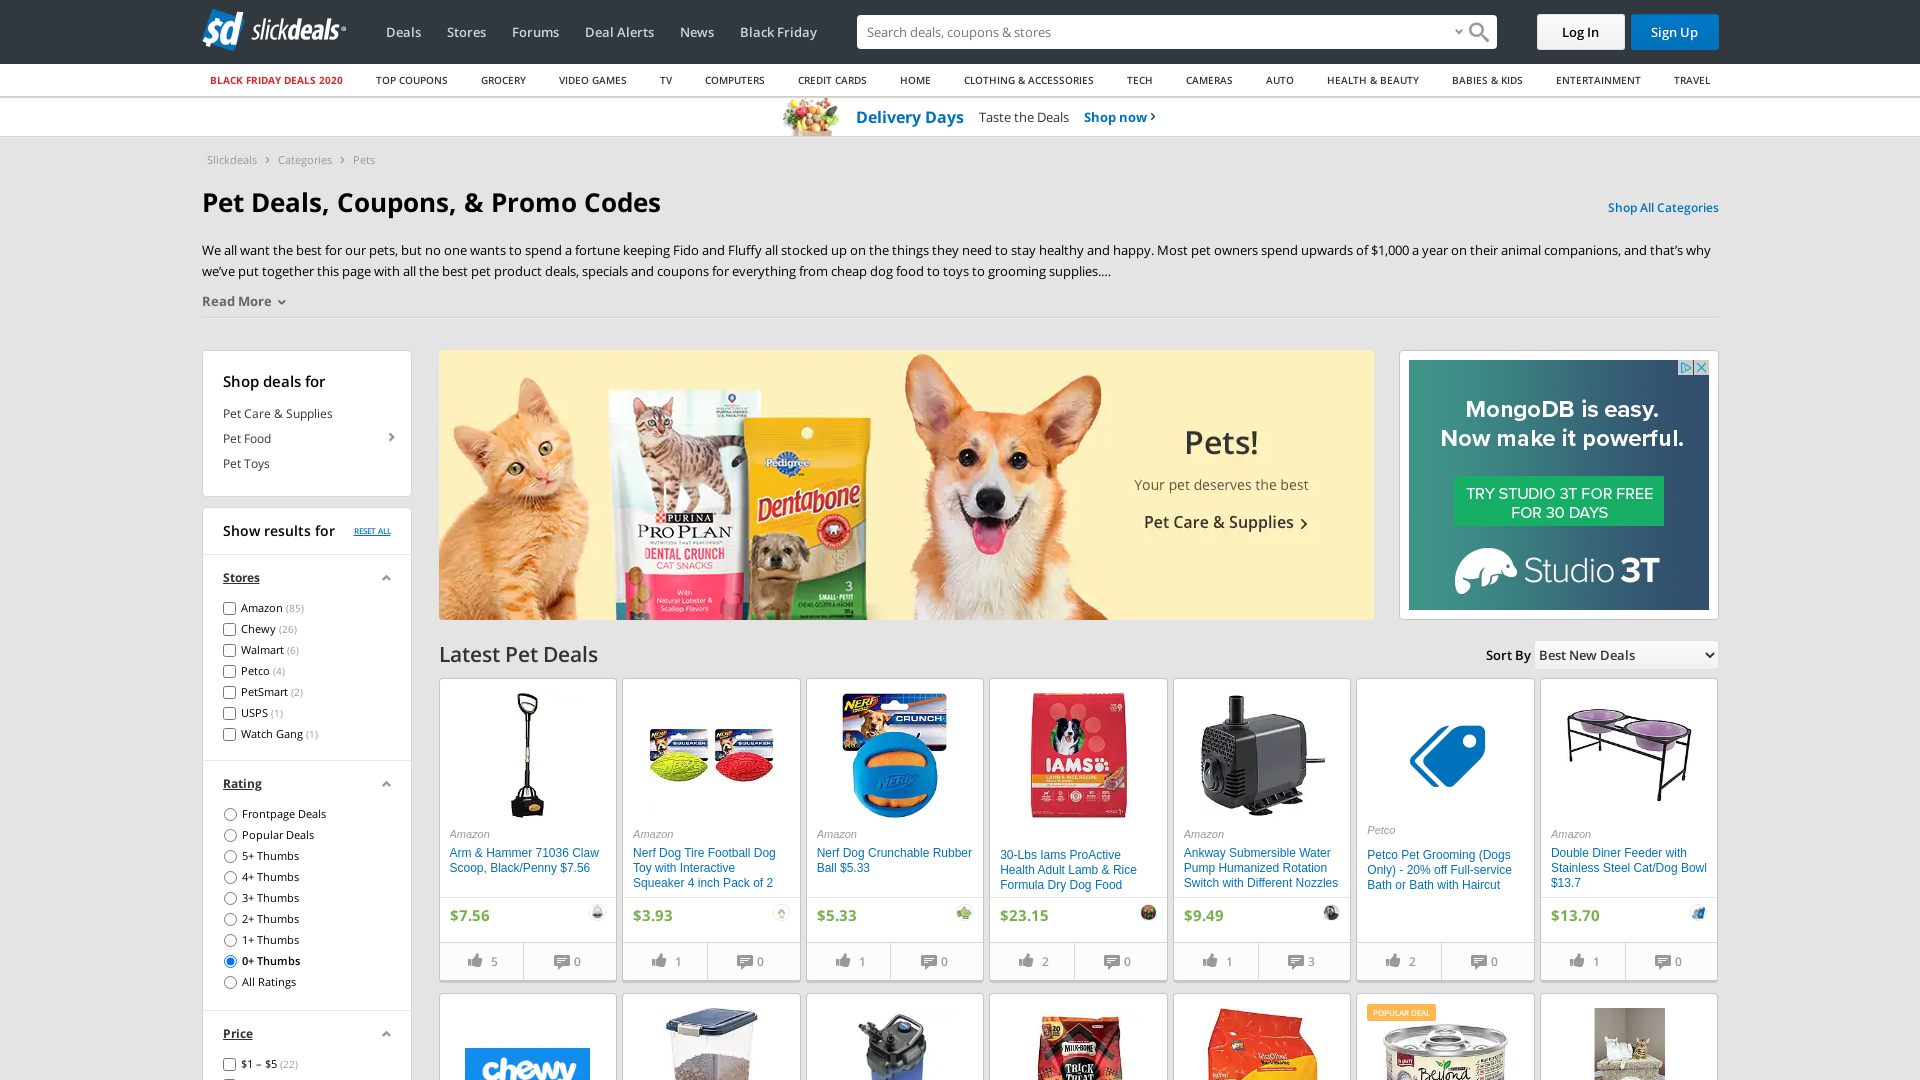 slickdeals
Deals
Stores
Forums
Deal Alerts
News
Black Friday
Search deals, coupons & stores
Log In
Sign Up
BLACK FRIDAY DEALS 2020
TOP COUPONS
GROCERY
VIDEO GAMES
TV
COMPUTERS
CREDIT CARDS
HOME
CLOTHING & ACCESSORIES
TECH
CAMERAS
AUTO
HEALTH & BEAUTY
BABIES & KIDS
ENTERTAINMENT
TRAVEL
Delivery Days Taste the Deals Shop now
Slickdeals > Categories > Pets
Pet Deals, Coupons, & Promo Codes
Shop All Categories
We all want the best for our pets, but no one wants to spend a fortune keeping Fido and Fluffy all stocked up on the things they need to stay healthy and happy. Most pet owners spend upwards of $1,000 a year on their animal companions, and that’s why
we’ve put together this page with all the best pet product deals, specials and coupons for everything from cheap dog food to toys to grooming supplies.…
Read More
Shop deals for
Pet Care & Supplies
Pet Food
Pet Toys
Show results for RESET ALL
Stores
Amazon (85)
Chewy (26)
Walmart (6)
Petco (4)
PetSmart (2)
USPS (1)
Watch Gang (1)
Rating
Frontpage Deals
Popular Deals
5+ Thumbs
4+ Thumbs
3+ Thumbs
2+ Thumbs
1+ Thumbs
0+ Thumbs
All Ratings
Price
$1 – $5 (22)
PURINA
PRO PLAN
DENTAL CRUNCH
CAT SNACKS
With
Natural Lobster &
Scallop Flavors
Pedigree
Dentabone
3
SMALL-PETIT
Pets!
Your pet deserves the best
Pet Care & Supplies
MongoDB is easy.
Now make it powerful.
TRY STUDIO 3T FOR FREE
FOR 30 DAYS
Studio 3T
Latest Pet Deals
Sort By Best New Deals
Amazon
Arm & Hammer 71036 Claw
Scoop, Black/Penny $7.56
$7.56
5 0
Amazon
Nerf Dog Tire Football Dog
Toy with Interactive
Squeaker 4 inch Pack of 2
$3.93
1 0
NERF
CRUNCH
Amazon
Nerf Dog Crunchable Rubber
Ball $5.33
$5.33
1 0
IAMS
30-Lbs Iams ProActive
Health Adult Lamb & Rice
Formula Dry Dog Food
$23.15
2 0
Amazon
Ankway Submersible Water
Pump Humanized Rotation
Switch with Different Nozzles
$9.49
1 3
Petco
Petco Pet Grooming (Dogs
Only) - 20% off Full-service
Bath or Bath with Haircut
2 0
Amazon
Double Diner Feeder with
Stainless Steel Cat/Dog Bowl
$13.7
$13.70
1 0
chewy
MILK-BONE
TRICK
TREAT
POPULAR DEAL
Beyond